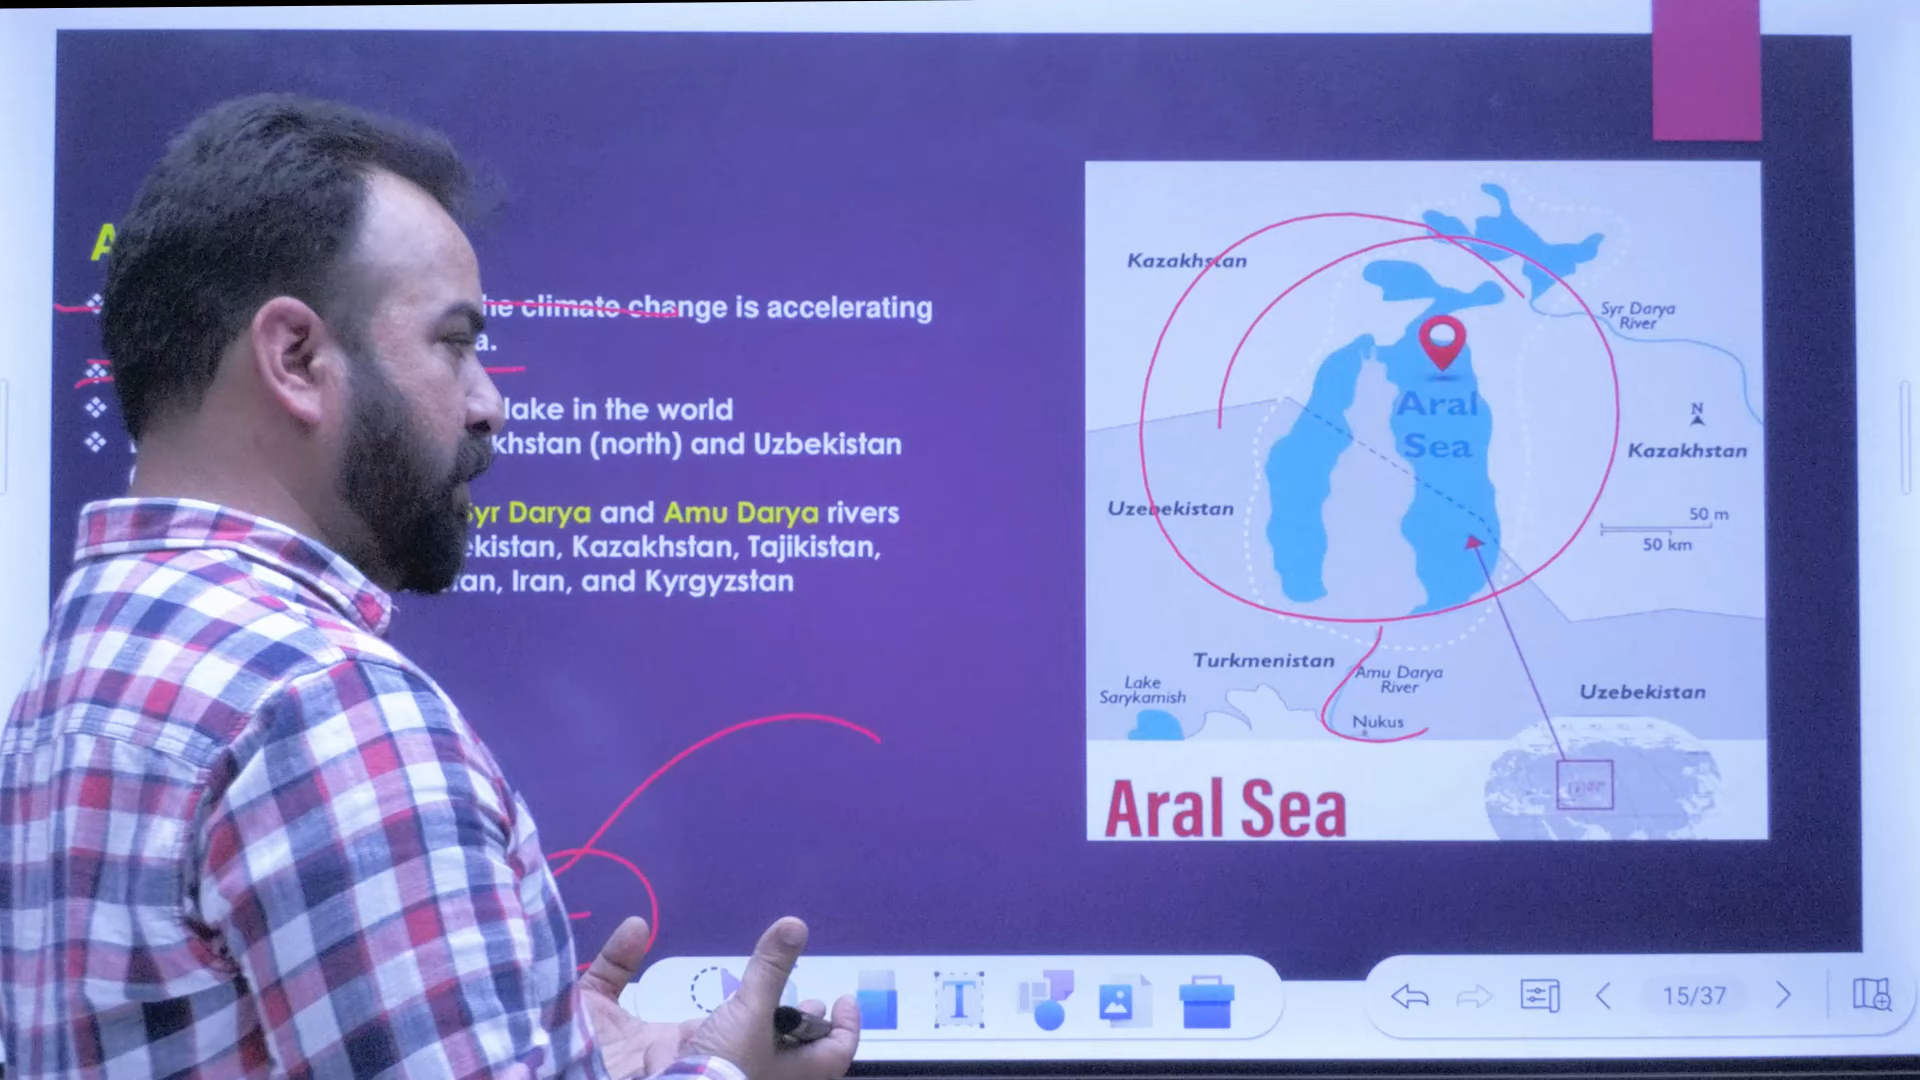 A
he climate change is accelerating
a.
lake in the world
khstan (north) and Uzbekistan
Syr Darya and Amu Darya rivers
ekistan, Kazakhstan, Tajikistan,
an, Iran, and Kyrgyzstan
Kazakhstan
Syr Darya
River
Aral
Sea
N
Kazakhstan
Uzebekistan
50 m
50 km
Turkmenistan
Amu Darya
River
Lake
Sarykamish
Nukus
Uzebekistan
Aral Sea
T
15/37